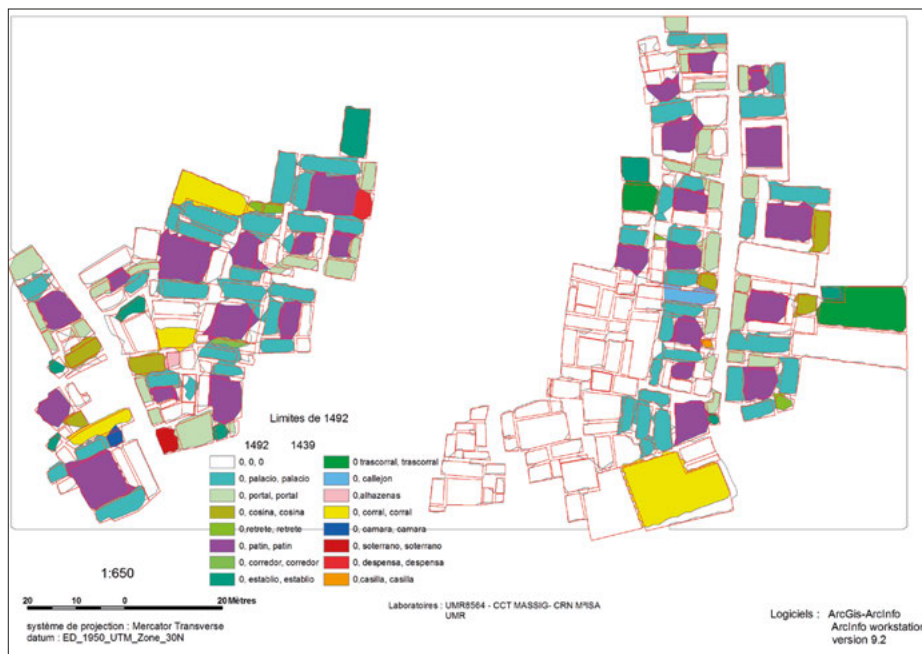 Limites de 1492
1492 1439
0, 0, 0
0, palacio, palacio
0, portal, portal
0, cosina, cosina
0,retrete, retrete
0, patin, patin
0, corredor, corredor
0, establio, establio
0 trascorral, trascorral
0, callejon
0,alhazenas
0, corral, corral
0, camara, camara
0, soterrano, soterrano
0, despensa, despensa
0,casilla, casilla
1:650
20 10 0 20 Mètres
système de projection : Mercator Transverse
datum : ED_1950_UTM_Zone_30N
Laboratoires : UMR8564 - CCT MASSIG- CRN MªISA
UMR
Logiciels : ArcGis-ArcInfo
ArcInfo workstation
version 9.2